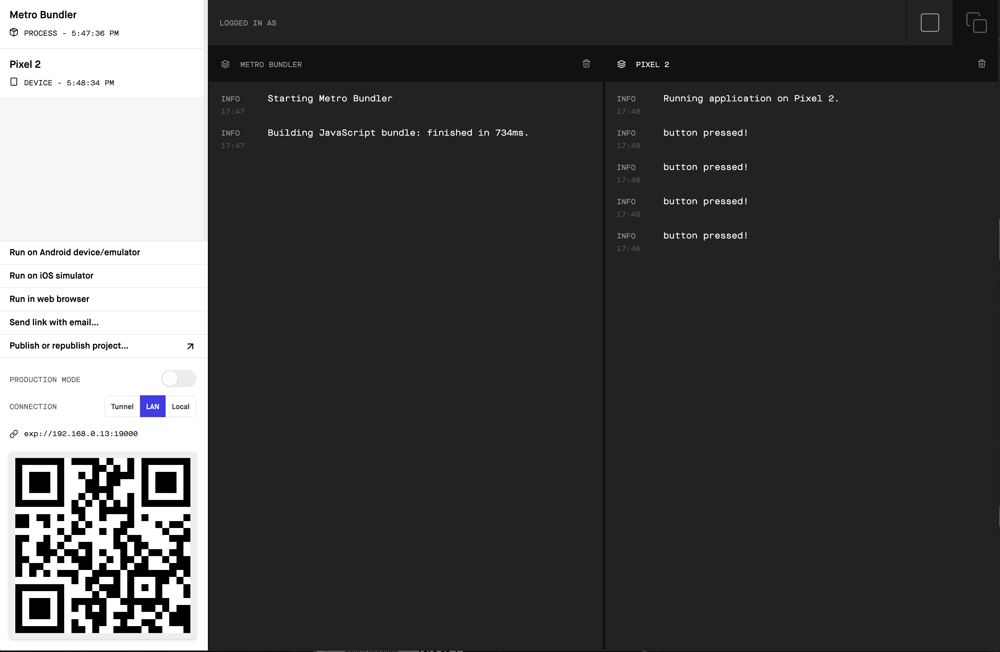 Metro Bundler
PROCESS - 5:47:36 PM
Pixel 2
DEVICE - 5:48:34 PM
Run on Android device/emulator
Run on iOS simulator
Run in web browser
Send link with email...
Publish or republish project...
PRODUCTION MODE
CONNECTION Tunnel LAN Local
exp://192.168.0.13:19000
LOGGED IN AS
METRO BUNDLER
INFO Starting Metro Bundler
17:47
INFO Building JavaScript bundle: finished in 734ms.
17:47
PIXEL 2
INFO Running application on Pixel 2.
17:48
INFO button pressed!
17:48
INFO button pressed!
17:48
INFO button pressed!
17:48
INFO button pressed!
17:48